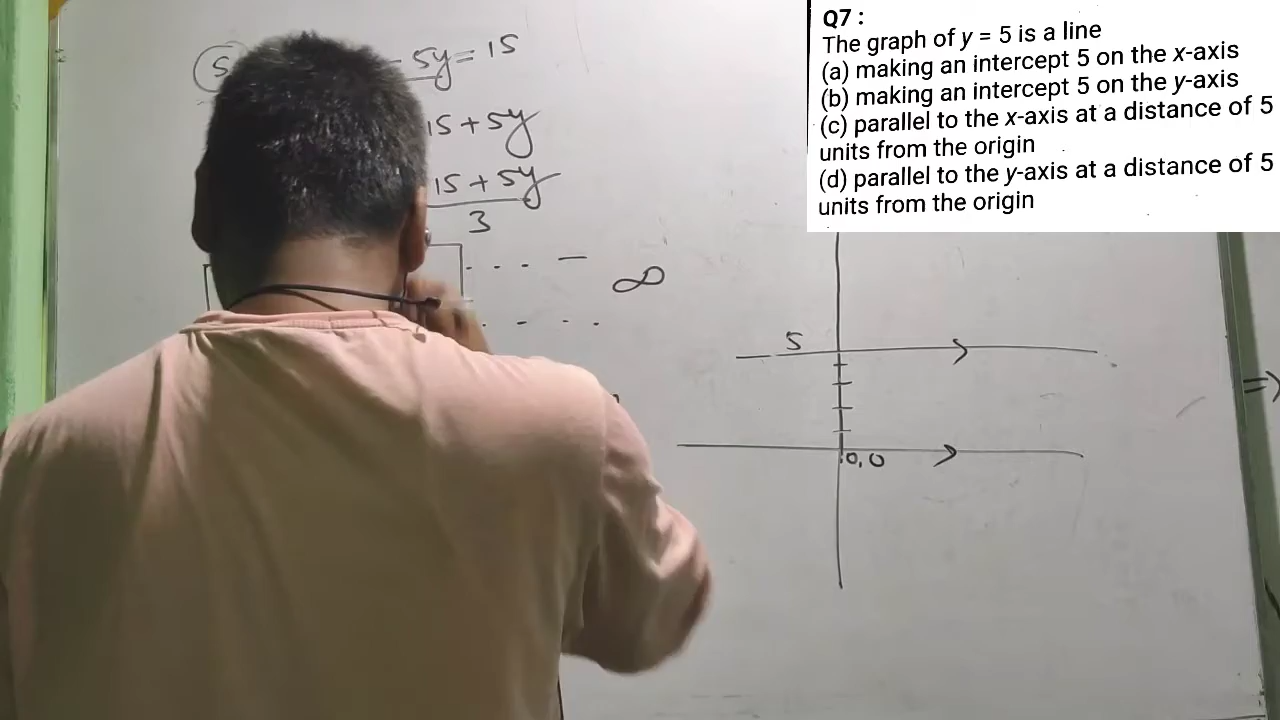 Q7 :
The graph of y = 5 is a line
(a) making an intercept 5 on the x-axis
(b) making an intercept 5 on the y-axis
(c) parallel to the x-axis at a distance of 5
units from the origin
(d) parallel to the y-axis at a distance of 5
units from the origin
5 - 5y = 15
15 + 5y
15 + 5y
3
. . . — ∞
. . . .
5
0, 0
=>